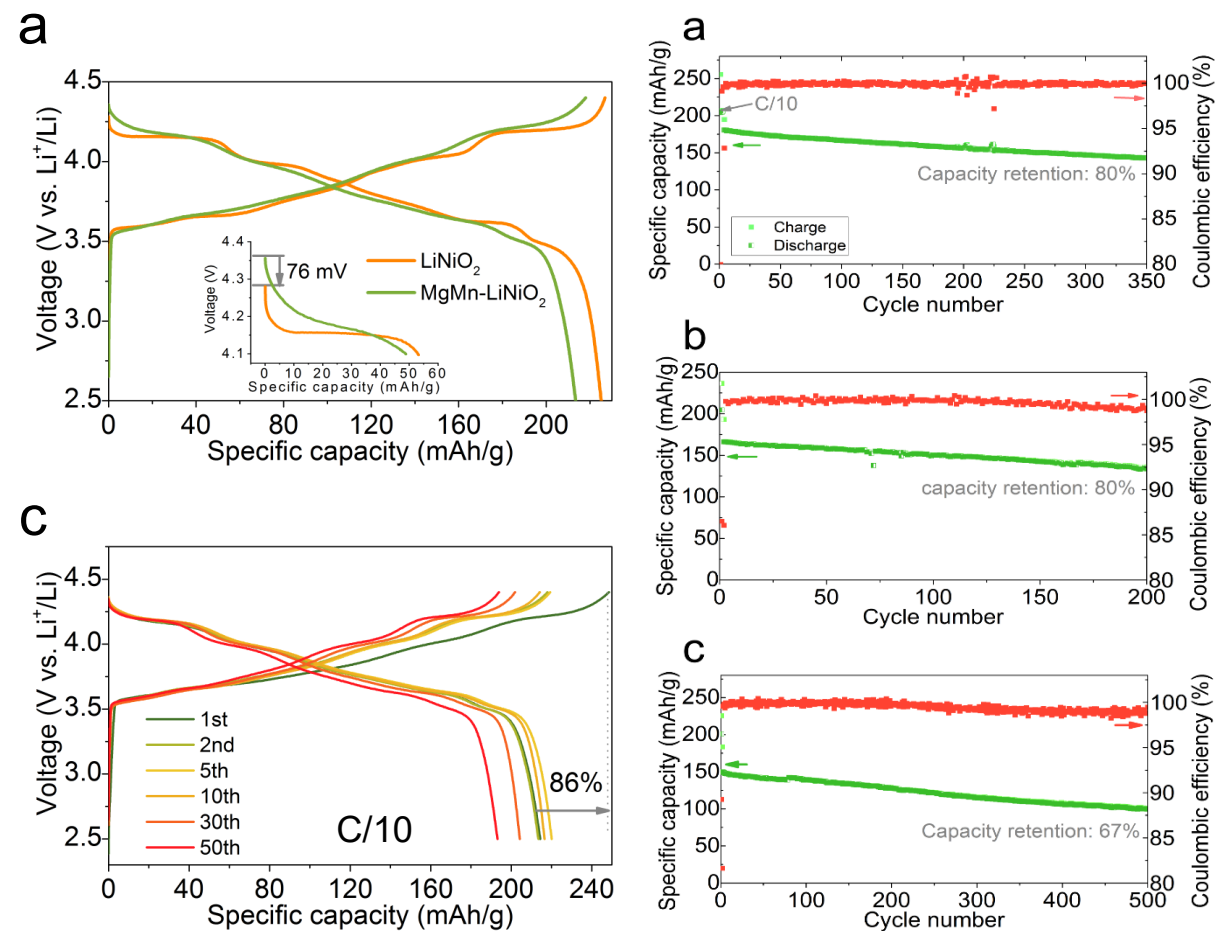 a
4.5
4.0
3.5
3.0
2.5
Voltage (V vs. Li⁺/Li)
0
40
80
120
160
200
Specific capacity (mAh/g)
LiNiO₂
MgMn-LiNiO₂
4.4
4.3
4.2
4.1
Voltage (V)
76 mV
0 10 20 30 40 50 60
Specific capacity (mAh/g)
c
4.5
4.0
3.5
3.0
2.5
Voltage (V vs. Li⁺/Li)
1st
2nd
5th
10th
30th
50th
C/10
86%
0 40 80 120 160 200 240
Specific capacity (mAh/g)
a
250
200
150
100
50
0
Specific capacity (mAh/g)
C/10
Capacity retention: 80%
Charge
Discharge
100
95
90
85
80
Coulombic efficiency (%)
0 50 100 150 200 250 300 350
Cycle number
b
250
200
150
100
50
0
Specific capacity (mAh/g)
capacity retention: 80%
100
95
90
85
80
Coulombic efficiency (%)
0 50 100 150 200
Cycle number
c
250
200
150
100
50
0
Specific capacity (mAh/g)
Capacity retention: 67%
100
95
90
85
80
Coulombic efficiency (%)
0 100 200 300 400 500
Cycle number